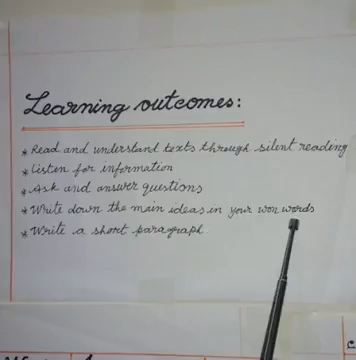 Learning outcomes:
* Read and understand texts through silent reading
* Listen for information
* Ask and answer questions
* Write down the main ideas in your won words
* Write a short paragraph